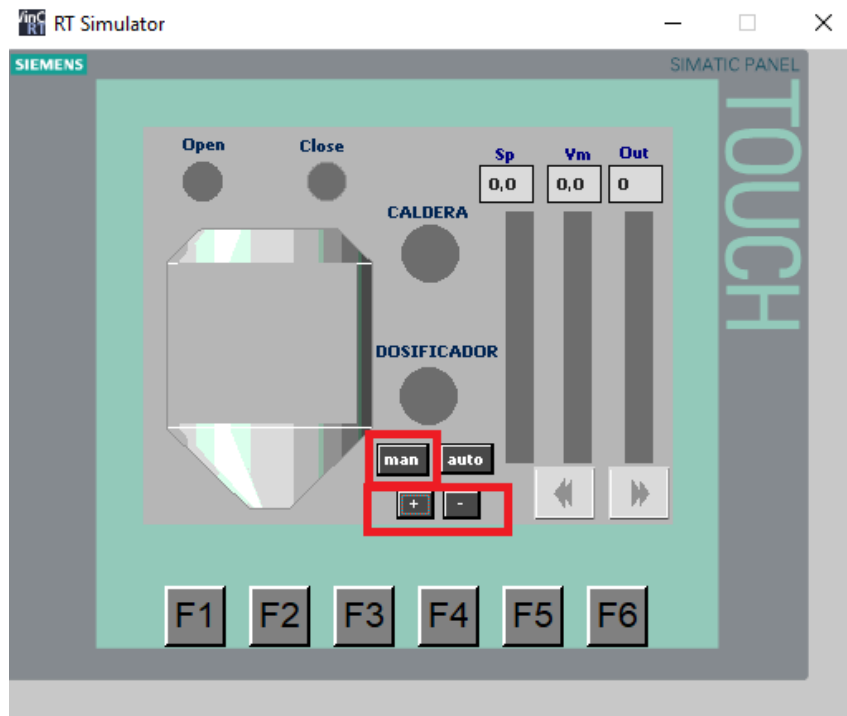 RT Simulator
SIEMENS
SIMATIC PANEL
TOUCH
Open Close
Sp Vm Out
0,0 0,0 0
CALDERA
DOSIFICADOR
man auto
+ -
F1 F2 F3 F4 F5 F6